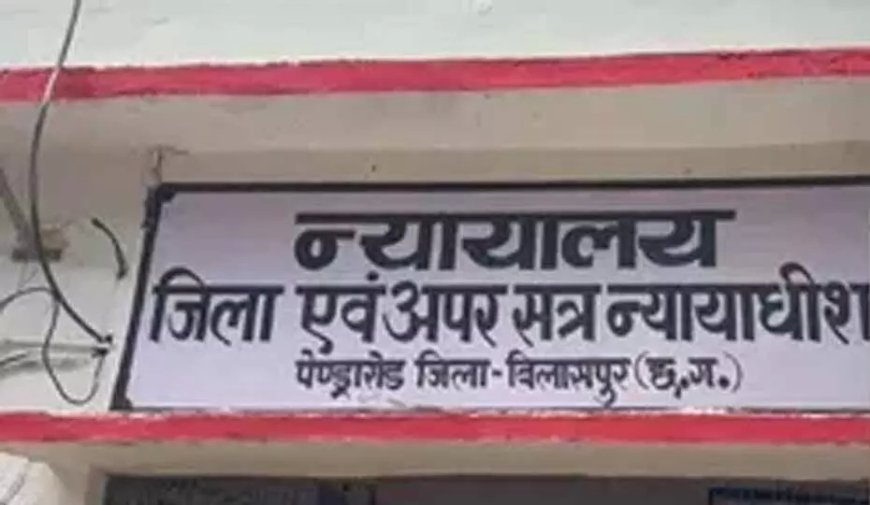 न्यायालय
जिला एवं अपर सत्र न्यायाधीश
पेण्ड्रारोड जिला-बिलासपुर (छ.ग.)